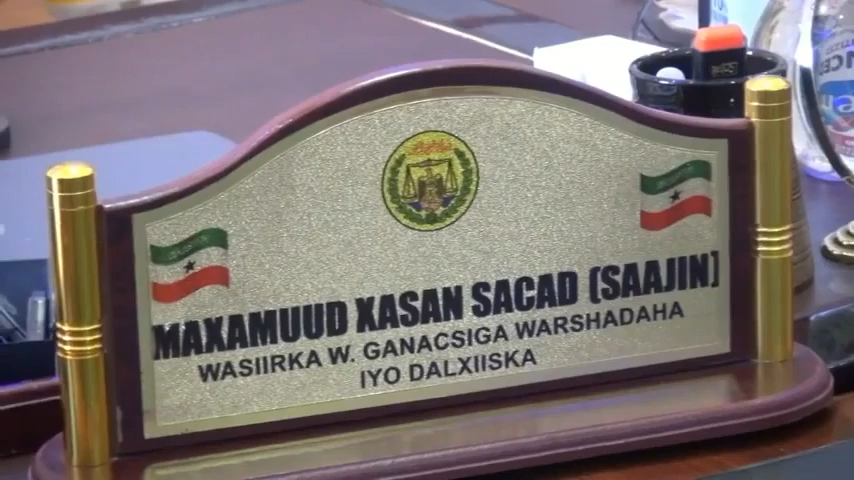 MAXAMUUD XASAN SACAD (SAAJIN)
WASIIRKA W. GANACSIGA WARSHADAHA
IYO DALXIISKA